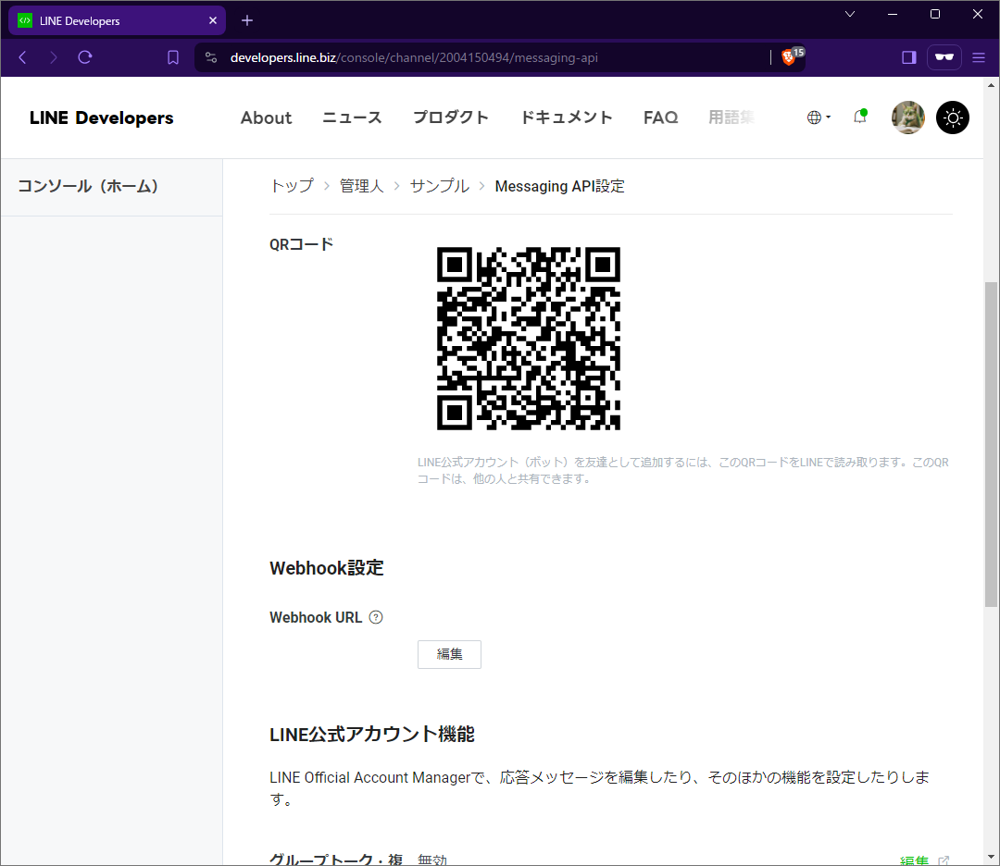 LINE Developers
developers.line.biz/console/channel/2004150494/messaging-api
15
LINE Developers About ニュース プロダクト ドキュメント FAQ 用語集
コンソール（ホーム）
トップ > 管理人 > サンプル > Messaging API設定
QRコード
LINE公式アカウント（ボット）を友達として追加するには、このQRコードをLINEで読み取ります。このQR
コードは、他の人と共有できます。
Webhook設定
Webhook URL ?
編集
LINE公式アカウント機能
LINE Official Account Managerで、応答メッセージを編集したり、そのほかの機能を設定したりしま
す。
グループトーク・複 無効 編集